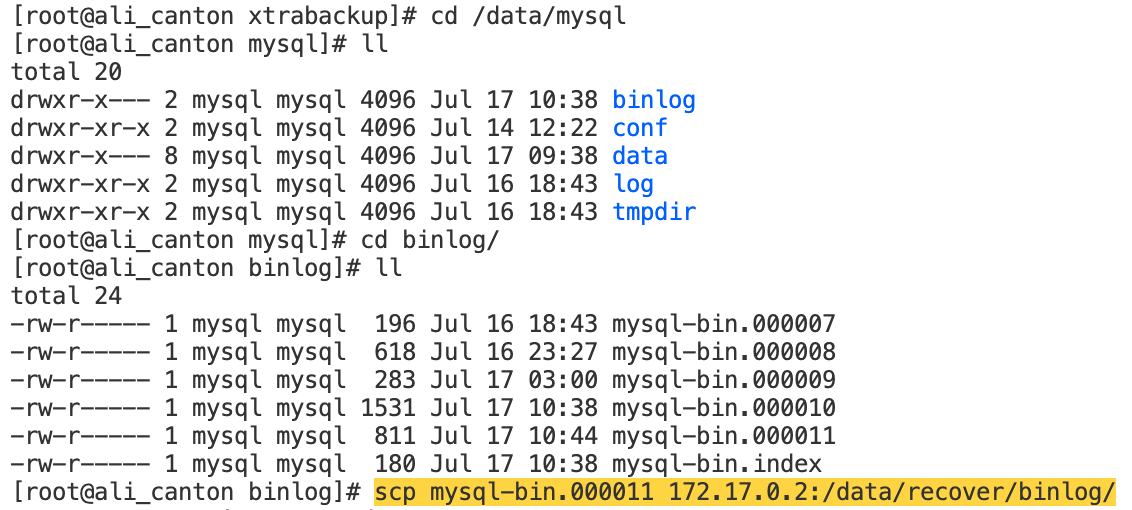 [root@ali_canton xtrabackup]# cd /data/mysql
[root@ali_canton mysql]# ll
total 20
drwxr-x--- 2 mysql mysql 4096 Jul 17 10:38 binlog
drwxr-xr-x 2 mysql mysql 4096 Jul 14 12:22 conf
drwxr-x--- 8 mysql mysql 4096 Jul 17 09:38 data
drwxr-xr-x 2 mysql mysql 4096 Jul 16 18:43 log
drwxr-xr-x 2 mysql mysql 4096 Jul 16 18:43 tmpdir
[root@ali_canton mysql]# cd binlog/
[root@ali_canton binlog]# ll
total 24
-rw-r----- 1 mysql mysql  196 Jul 16 18:43 mysql-bin.000007
-rw-r----- 1 mysql mysql  618 Jul 16 23:27 mysql-bin.000008
-rw-r----- 1 mysql mysql  283 Jul 17 03:00 mysql-bin.000009
-rw-r----- 1 mysql mysql 1531 Jul 17 10:38 mysql-bin.000010
-rw-r----- 1 mysql mysql  811 Jul 17 10:44 mysql-bin.000011
-rw-r----- 1 mysql mysql  180 Jul 17 10:38 mysql-bin.index
[root@ali_canton binlog]# scp mysql-bin.000011 172.17.0.2:/data/recover/binlog/